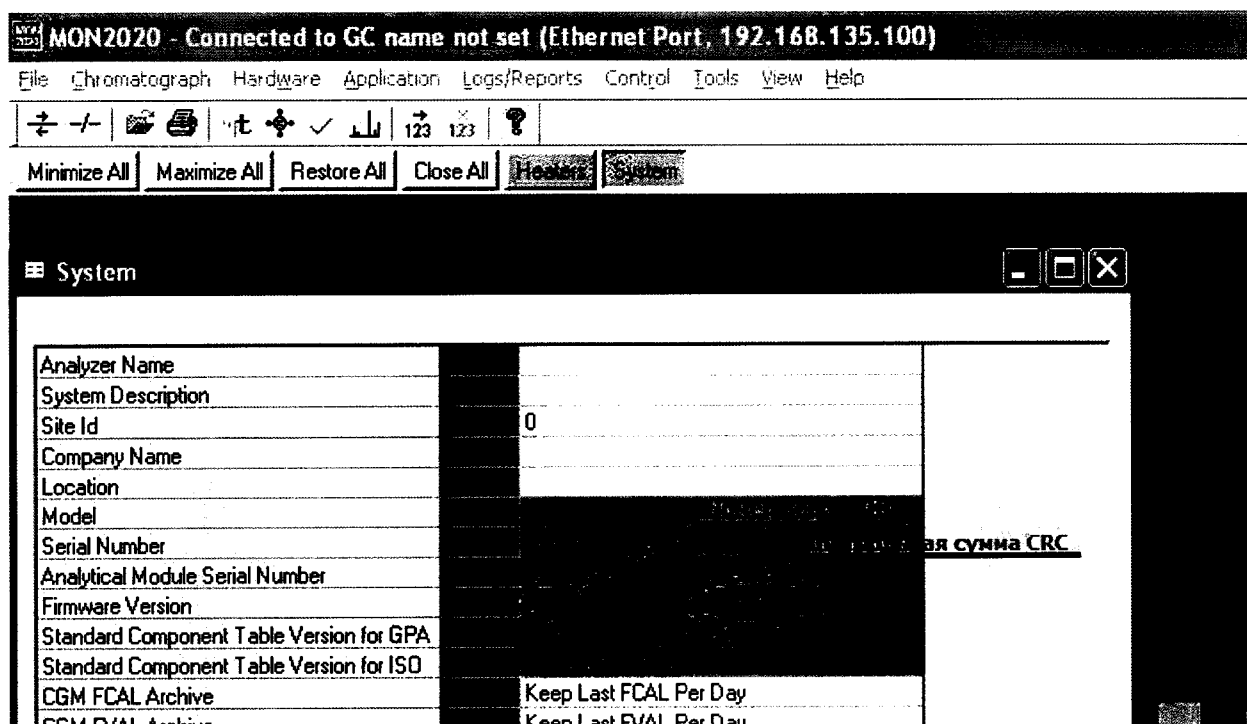 MON2020 - Connected to GC name not set (Ethernet Port, 192.168.135.100)
File Chromatograph Hardware Application Logs/Reports Control Tools View Help
Minimize All Maximize All Restore All Close All Heaters System
System
Analyzer Name
System Description
Site Id 0
Company Name
Location
Model
Serial Number сумма CRC
Analytical Module Serial Number
Firmware Version
Standard Component Table Version for GPA
Standard Component Table Version for ISO
CGM FCAL Archive Keep Last FCAL Per Day
Keep Last FVAL Per Day